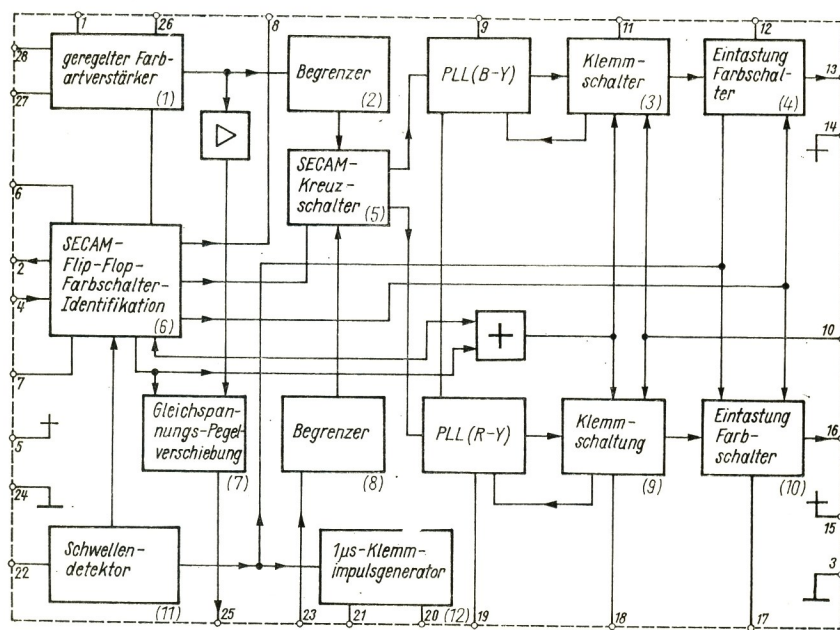 1
26
8
9
11
12
28
27
geregelter Farb-
artverstärker
(1)
Begrenzer
(2)
PLL(B-Y)
Klemm-
schalter
(3)
Eintastung
Farbschal-
ter
(4)
13
14
+
▷
SECAM-
Kreuz-
schalter
(5)
6
2
4
7
SECAM-
Flip-Flop-
Farbschalter-
Identifikation
(6)
+
10
Gleichspan-
nungs-Pegel-
verschiebung
(7)
Begrenzer
(8)
PLL(R-Y)
Klemm-
schaltung
(9)
Eintastung
Farb-
schalter
(10)
16
+
5
24
+
15
22
Schwellen-
detektor
(11)
1µs-Klemm-
impulsgenerator
(12)
3
25
23
21
20
19
18
17